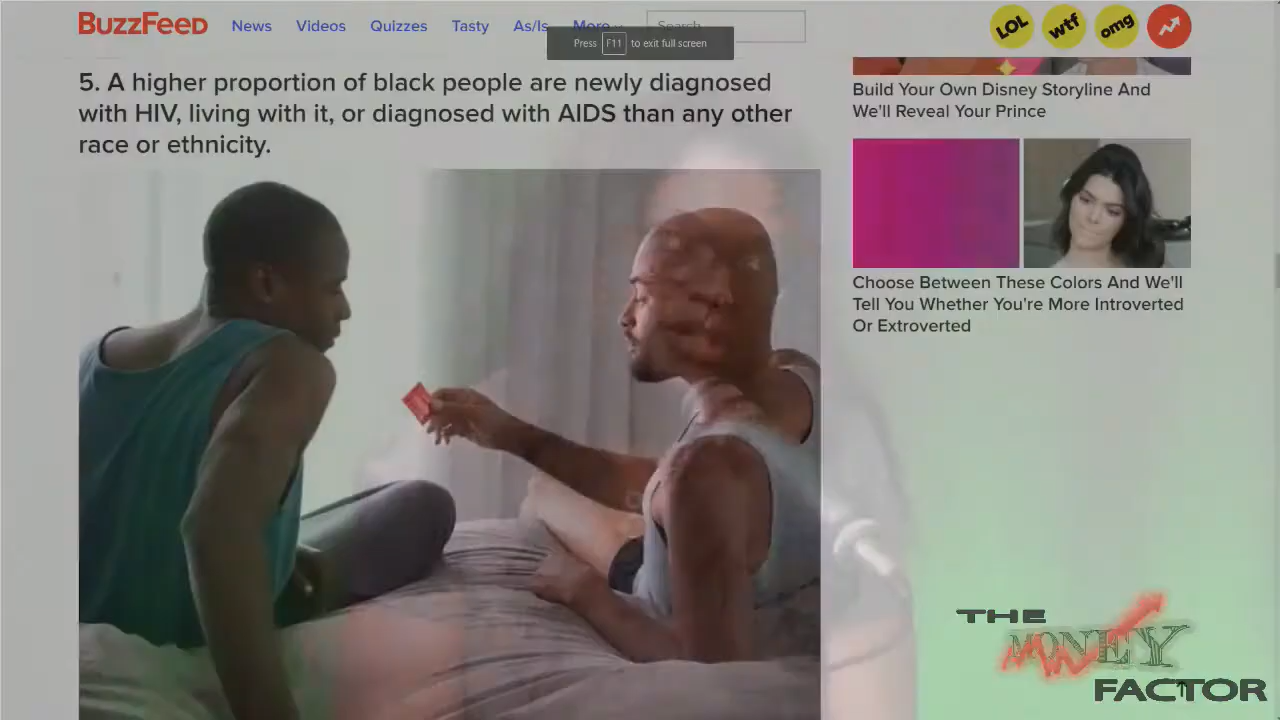 BuzzFeed News Videos Quizzes Tasty As/Is More Search LOL wtf omg
Press F11 to exit full screen
5. A higher proportion of black people are newly diagnosed
with HIV, living with it, or diagnosed with AIDS than any other
race or ethnicity.
Build Your Own Disney Storyline And
We'll Reveal Your Prince
Choose Between These Colors And We'll
Tell You Whether You're More Introverted
Or Extroverted
THE
MONEY
FACTOR